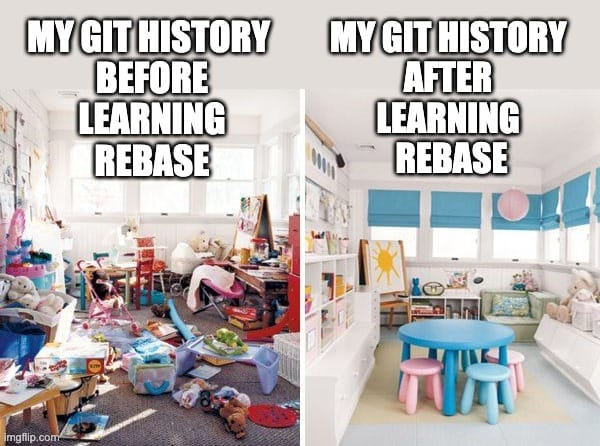 MY GIT HISTORY
BEFORE
LEARNING
REBASE
MY GIT HISTORY
AFTER
LEARNING
REBASE
imgflip.com